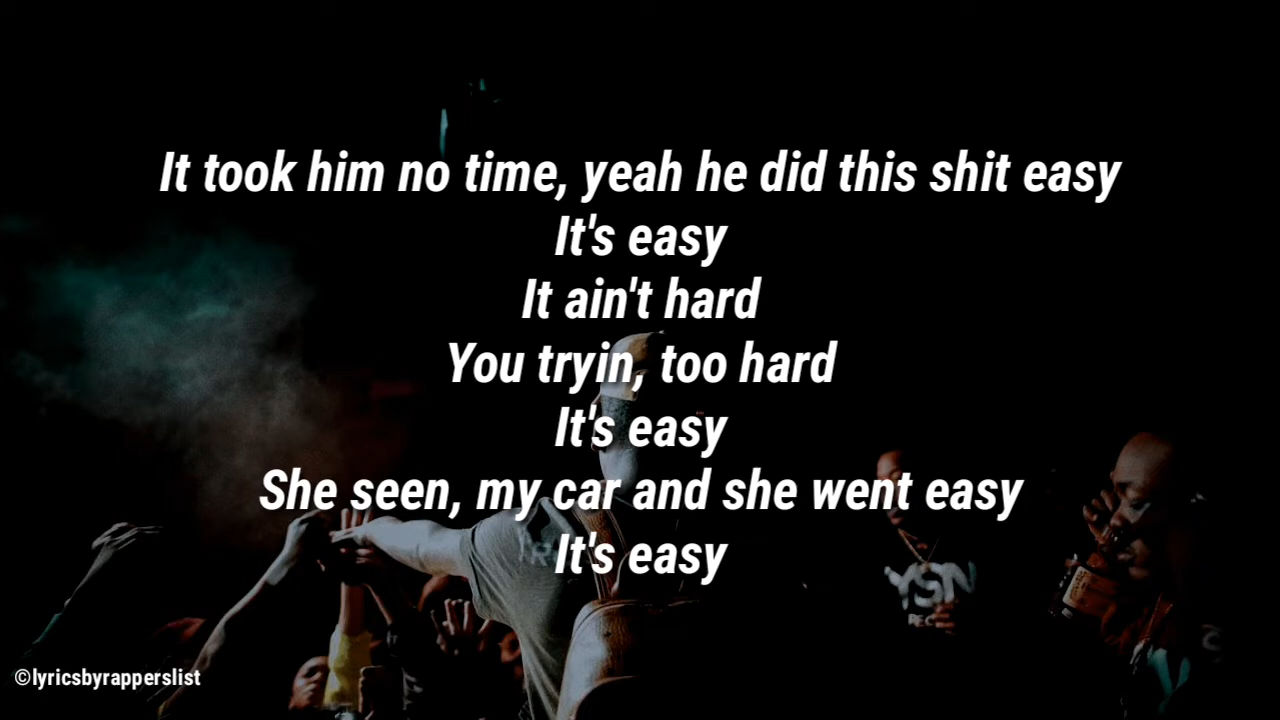 It took him no time, yeah he did this shit easy
It's easy
It ain't hard
You tryin, too hard
It's easy
She seen, my car and she went easy
It's easy
YSN
©lyricsbyrapperslist